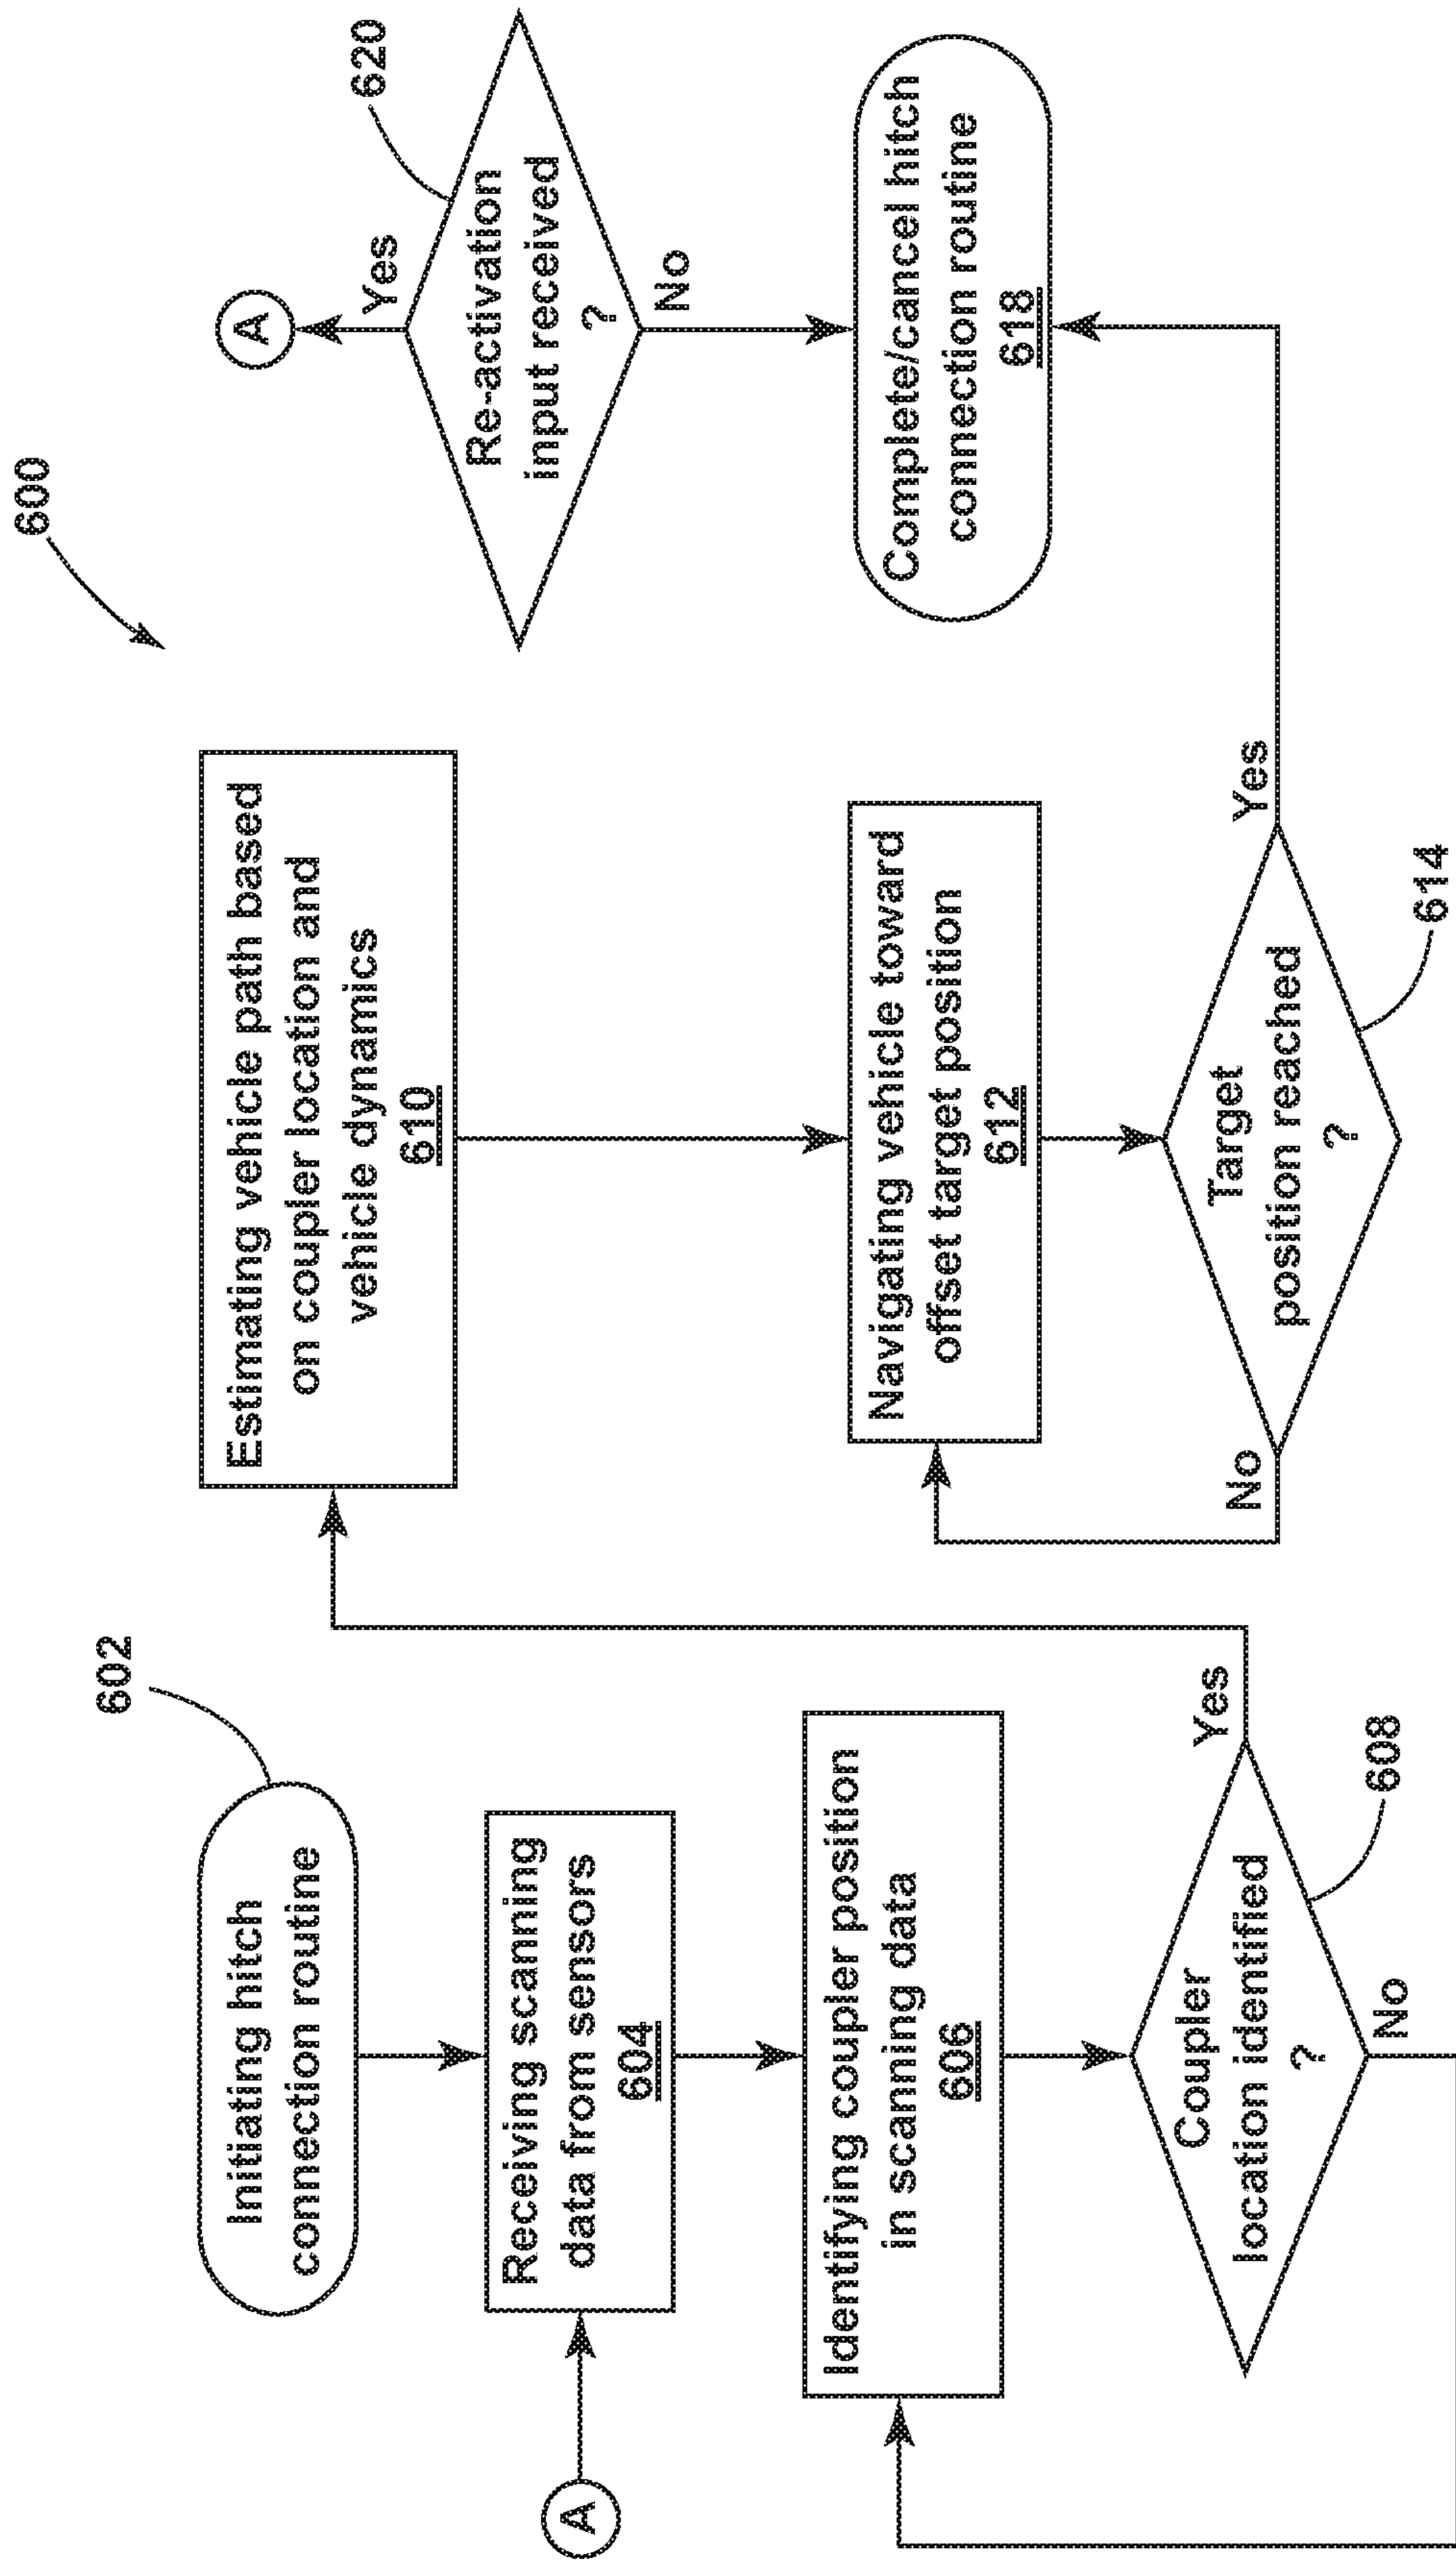 600
602
Initiating hitch
connection routine
A
Receiving scanning
data from sensors
604
Identifying coupler position
in scanning data
606
Coupler
location identified
?
608
Yes
No
Estimating vehicle path based
on coupler location and
vehicle dynamics
610
Navigating vehicle toward
offset target position
612
Target
position reached
?
614
No
Yes
A
Yes
620
Re-activation
input received
?
No
Complete/cancel hitch
connection routine
618